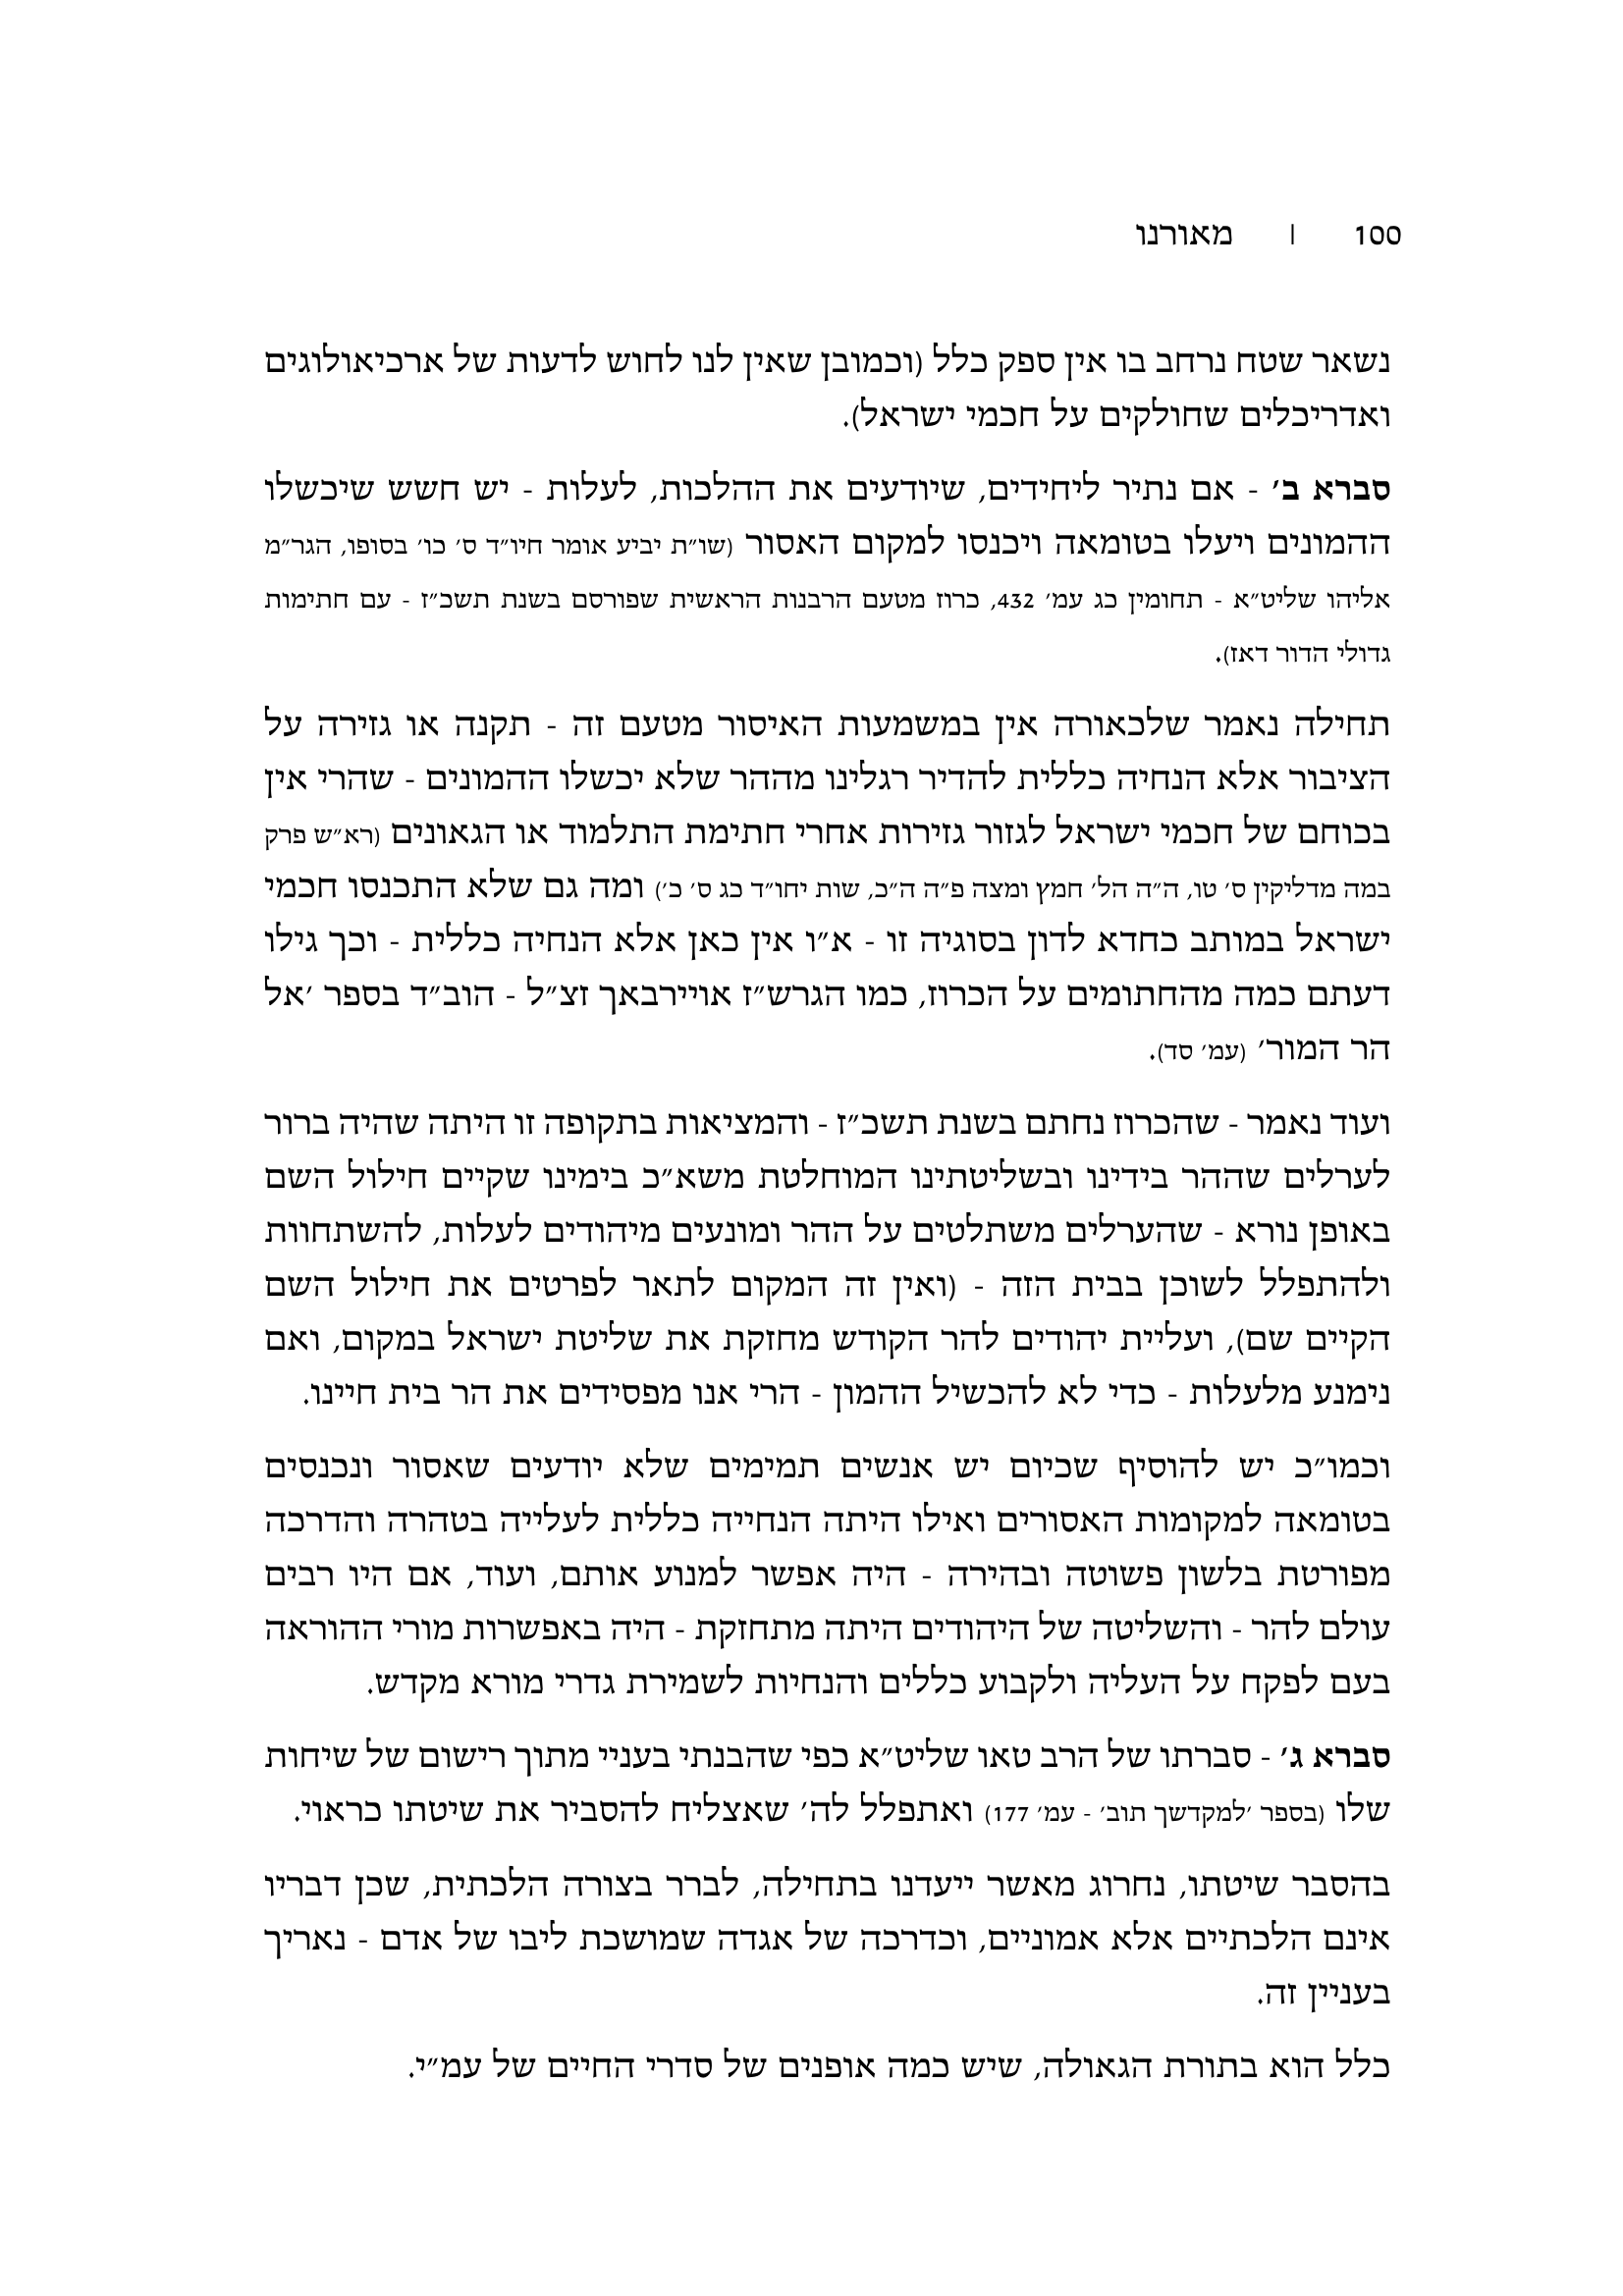 100 | מאורנו
נשאר שטח נרחב בו אין ספק כלל (וכמובן שאין לנו לחוש לדעות של ארכיאולוגים
ואדריכלים שחולקים על חכמי ישראל).
סברא ב׳ - אם נתיר ליחידים, שיודעים את ההלכות, לעלות - יש חשש שיכשלו
ההמונים ויעלו בטומאה ויכנסו למקום האסור (שו״ת יביע אומר חיו״ד ס׳ כו׳ בסופו, הגר״מ
אליהו שליט״א - תחומין כג עמ׳ 432, כרוז מטעם הרבנות הראשית שפורסם בשנת תשכ״ז - עם חתימות
גדולי הדור דאז).
תחילה נאמר שלכאורה אין במשמעות האיסור מטעם זה - תקנה או גזירה על
הציבור אלא הנחיה כללית להדיר רגלינו מההר שלא יכשלו ההמונים - שהרי אין
בכוחם של חכמי ישראל לגזור גזירות אחרי חתימת התלמוד או הגאונים (רא״ש פרק
במה מדליקין ס׳ טו, ה״ה הל׳ חמץ ומצה פ״ה ה״כ, שות יחוו״ד כג ס׳ כ׳) ומה גם שלא התכנסו חכמי
ישראל במותב כחדא לדון בסוגיה זו - א״ו אין כאן אלא הנחיה כללית - וכך גילו
דעתם כמה מהחתומים על הכרוז, כמו הגרש״ז אויירבאך זצ״ל - הוב״ד בספר ׳אל
הר המור׳ (עמ׳ סד).
ועוד נאמר - שהכרוז נחתם בשנת תשכ״ז - והמציאות בתקופה זו היתה שהיה ברור
לערלים שההר בידינו ובשליטתינו המוחלטת משא״כ בימינו שקיים חילול השם
באופן נורא - שהערלים משתלטים על ההר ומונעים מיהודים לעלות, להשתחוות
ולהתפלל לשוכן בבית הזה - (ואין זה המקום לתאר לפרטים את חילול השם
הקיים שם), ועליית יהודים להר הקודש מחזקת את שליטת ישראל במקום, ואם
נימנע מלעלות - כדי לא להכשיל ההמון - הרי אנו מפסידים את הר בית חיינו.
וכמו״כ יש להוסיף שכיום יש אנשים תמימים שלא יודעים שאסור ונכנסים
בטומאה למקומות האסורים ואילו היתה הנחייה כללית לעלייה בטהרה והדרכה
מפורטת בלשון פשוטה ובהירה - היה אפשר למנוע אותם, ועוד, אם היו רבים
עולם להר - והשליטה של היהודים היתה מתחזקת - היה באפשרות מורי ההוראה
בעם לפקח על העליה ולקבוע כללים והנחיות לשמירת גדרי מורא מקדש.
סברא ג׳ - סברתו של הרב טאו שליט״א כפי שהבנתי בעניי מתוך רישום של שיחות
שלו (בספר ׳למקדשך תוב׳ - עמ׳ 177) ואתפלל לה׳ שאצליח להסביר את שיטתו כראוי.
בהסבר שיטתו, נחרוג מאשר ייעדנו בתחילה, לברר בצורה הלכתית, שכן דבריו
אינם הלכתיים אלא אמוניים, וכדרכה של אגדה שמושכת ליבו של אדם - נאריך
בעניין זה.
כלל הוא בתורת הגאולה, שיש כמה אופנים של סדרי החיים של עמ״י.